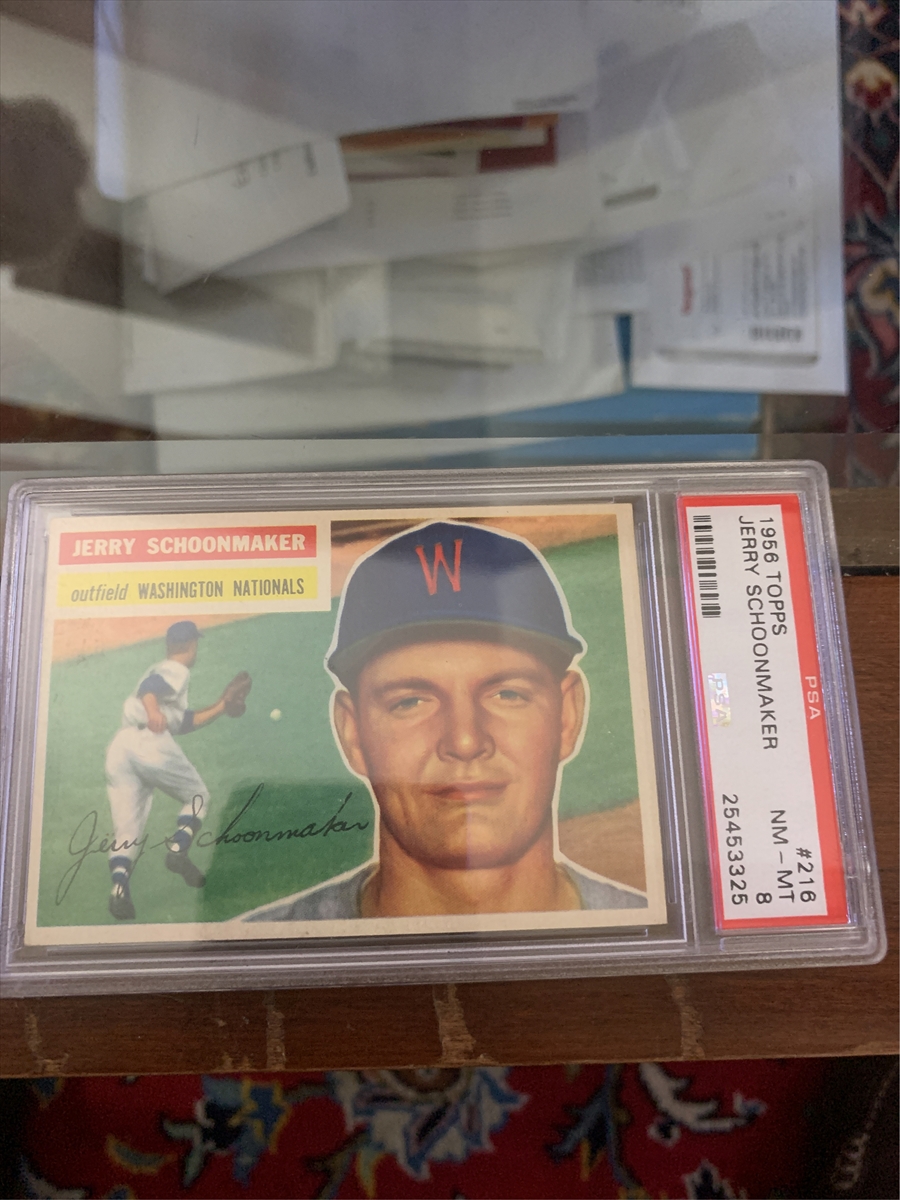 JERRY SCHOONMAKER
outfield WASHINGTON NATIONALS
W
Jerry Schoonmaker
1956 TOPPS #216
JERRY SCHOONMAKER NM - MT
8
25453325
PSA
PSA